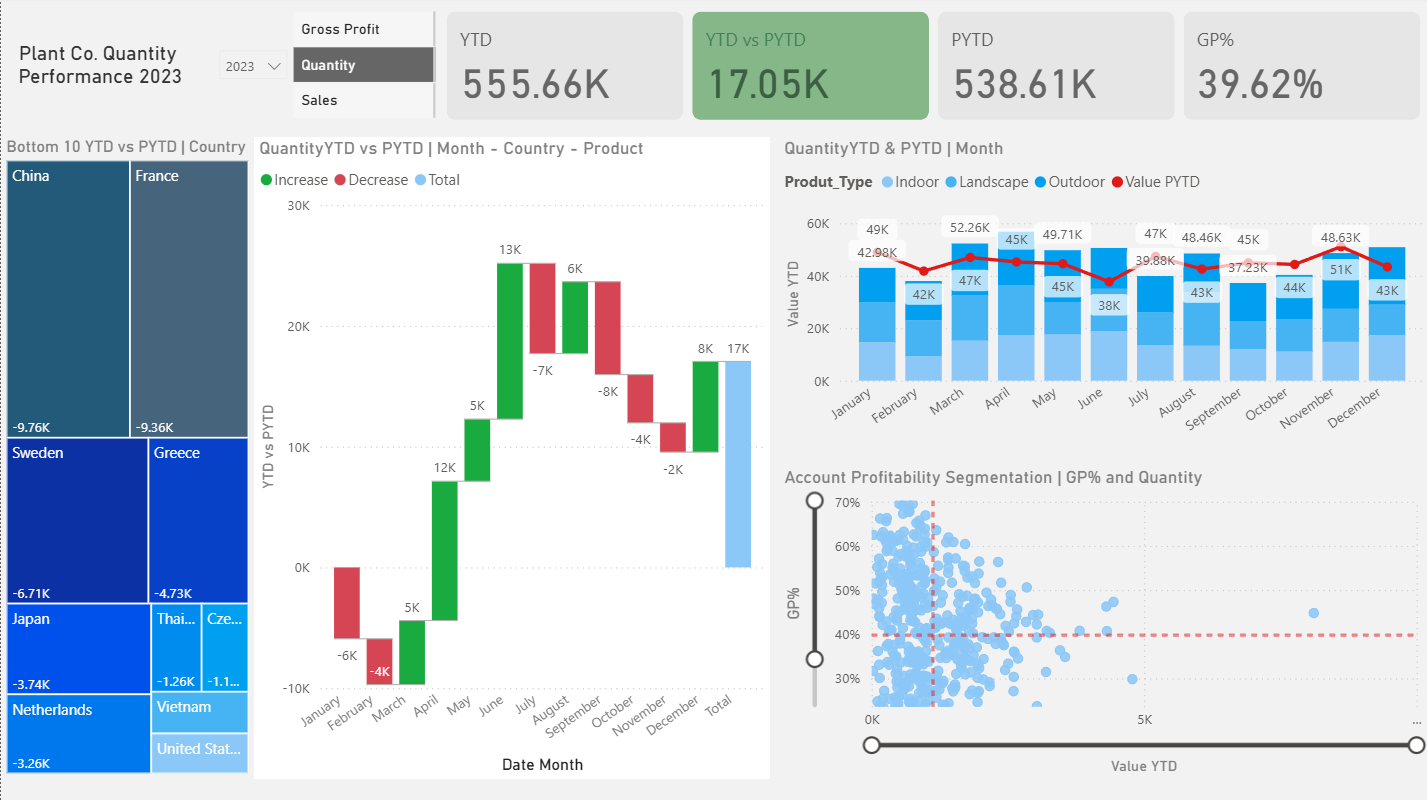 Plant Co. Quantity
Performance 2023
2023
Gross Profit
Quantity
Sales
YTD
555.66K
YTD vs PYTD
17.05K
PYTD
538.61K
GP%
39.62%
Bottom 10 YTD vs PYTD | Country
China
-9.76K
France
-9.36K
Sweden
-6.71K
Greece
-4.73K
Japan
-3.74K
Thai...
-1.26K
Cze...
-1.1...
Netherlands
-3.26K
Vietnam
United Stat...
QuantityYTD vs PYTD | Month - Country - Product
Increase Decrease Total
YTD vs PYTD
30K
20K
10K
0K
-10K
-6K
-4K
5K
12K
5K
13K
-7K
6K
-8K
-4K
-2K
8K
17K
January
February
March
April
May
June
July
August
September
October
November
December
Total
Date Month
QuantityYTD & PYTD | Month
Produt_Type Indoor Landscape Outdoor Value PYTD
Value YTD
60K
40K
20K
0K
49K
42.98K
42K
52.26K
47K
45K
49.71K
45K
38K
47K
39.88K
48.46K
43K
45K
37.23K
44K
48.63K
51K
43K
January
February
March
April
May
June
July
August
September
October
November
December
Account Profitability Segmentation | GP% and Quantity
GP%
70%
60%
50%
40%
30%
0K
5K
...
Value YTD